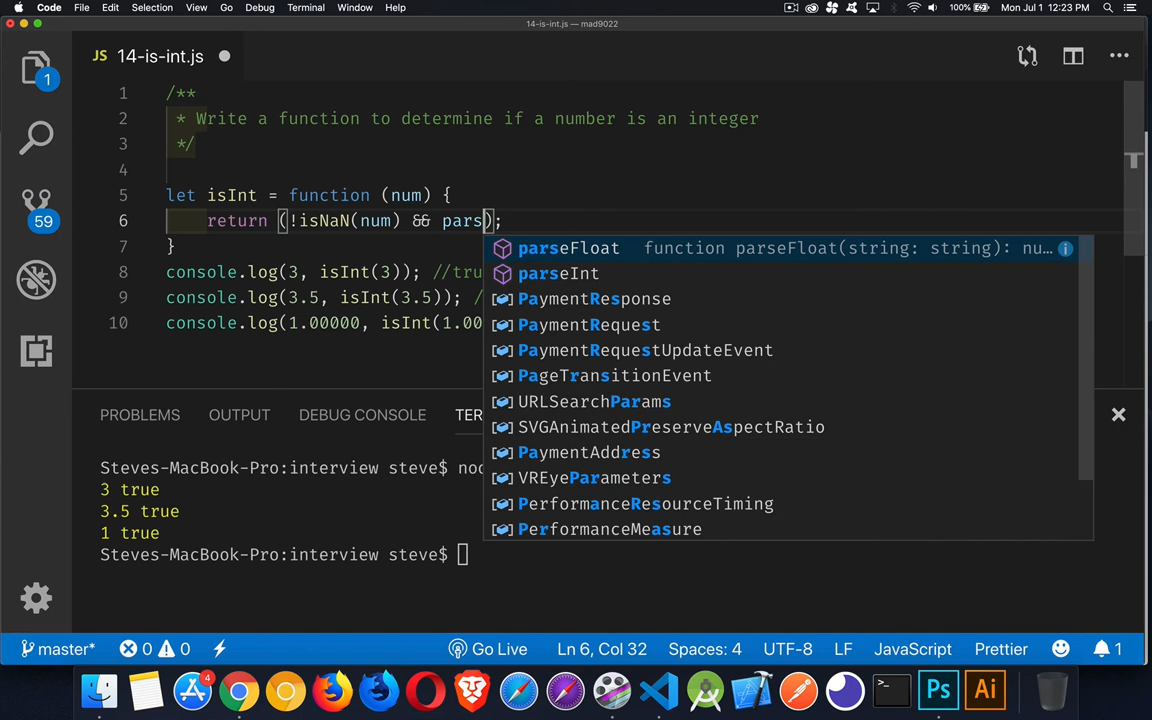 Code File Edit Selection View Go Debug Terminal Window Help 100% Mon Jul 1 12:23 PM
14-is-int.js — mad9022
JS 14-is-int.js
1 /**
2 * Write a function to determine if a number is an integer
3 */
4
5 let isInt = function (num) {
6 return (!isNaN(num) && pars);
7 }
8 console.log(3, isInt(3)); //tru
9 console.log(3.5, isInt(3.5)); /
10 console.log(1.00000, isInt(1.00
parseFloat function parseFloat(string: string): nu...
parseInt
PaymentResponse
PaymentRequest
PaymentRequestUpdateEvent
PageTransitionEvent
URLSearchParams
SVGAnimatedPreserveAspectRatio
PaymentAddress
VREyeParameters
PerformanceResourceTiming
PerformanceMeasure
1
59
PROBLEMS OUTPUT DEBUG CONSOLE TER
Steves-MacBook-Pro:interview steve$ nod
3 true
3.5 true
1 true
Steves-MacBook-Pro:interview steve$
master* 0 0 Go Live Ln 6, Col 32 Spaces: 4 UTF-8 LF JavaScript Prettier 1
4
>_
Ps
Ai